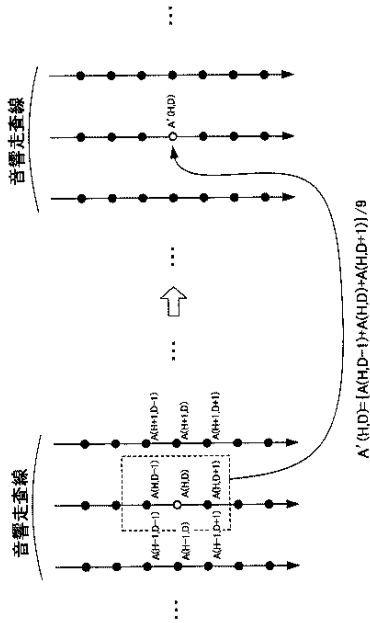 音響走査線
音響走査線
A(H-1,D-1)
A(H,D-1)
A(H+1,D-1)
A(H-1,D)
A(H,D)
A(H+1,D)
A(H-1,D+1)
A(H,D+1)
A(H+1,D+1)
A'(H,D)
… … … …
A'(H,D)=[A(H,D-1)+A(H,D)+A(H,D+1)]/9